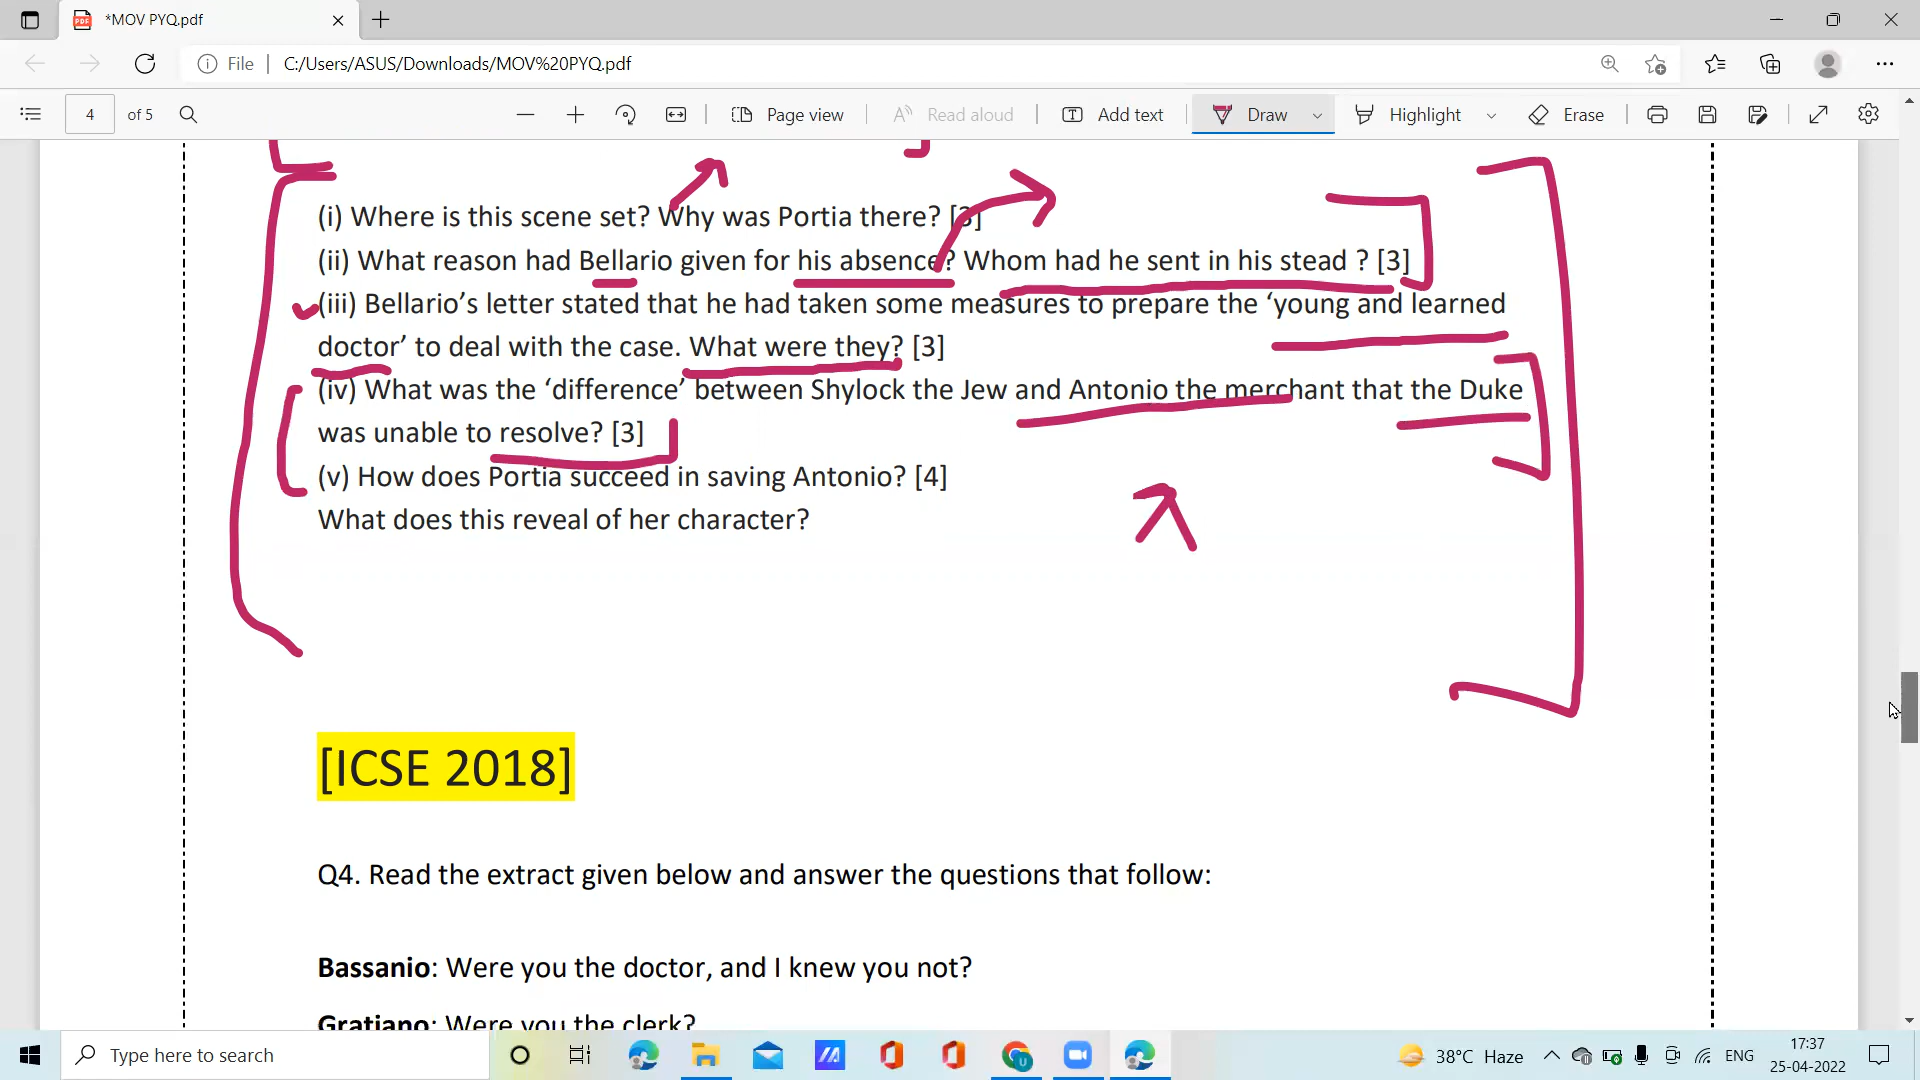 *MOV PYQ.pdf
File
C:/Users/ASUS/Downloads/MOV%20PYQ.pdf
4 of 5
Page view
Read aloud
Add text
Draw
Highlight
Erase
(i) Where is this scene set? Why was Portia there? [3]
(ii) What reason had Bellario given for his absence? Whom had he sent in his stead ? [3]
(iii) Bellario’s letter stated that he had taken some measures to prepare the ‘young and learned
doctor’ to deal with the case. What were they? [3]
(iv) What was the ‘difference’ between Shylock the Jew and Antonio the merchant that the Duke
was unable to resolve? [3]
(v) How does Portia succeed in saving Antonio? [4]
What does this reveal of her character?
[ICSE 2018]
Q4. Read the extract given below and answer the questions that follow:
Bassanio: Were you the doctor, and I knew you not?
Gratiano: Were you the clerk?
Type here to search
38°C Haze
ENG
17:37
25-04-2022